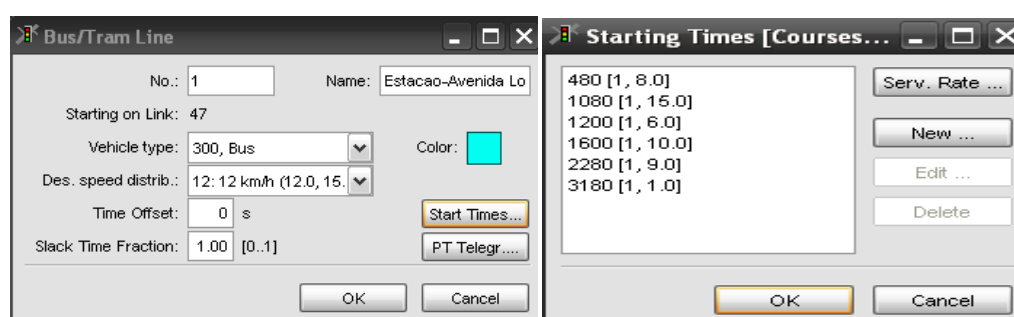 Bus/Tram Line
No.: 1 Name: Estacao-Avenida Lo
Starting on Link: 47
Vehicle type: 300, Bus Color:
Des. speed distrib.: 12: 12 km/h (12.0, 15.
Time Offset: 0 s Start Times...
Slack Time Fraction: 1.00 [0..1] PT Telegr....
OK Cancel
Starting Times [Courses...
480 [1, 8.0] Serv. Rate ...
1080 [1, 15.0]
1200 [1, 6.0] New ...
1600 [1, 10.0]
2280 [1, 9.0] Edit ...
3180 [1, 1.0]
Delete
OK Cancel